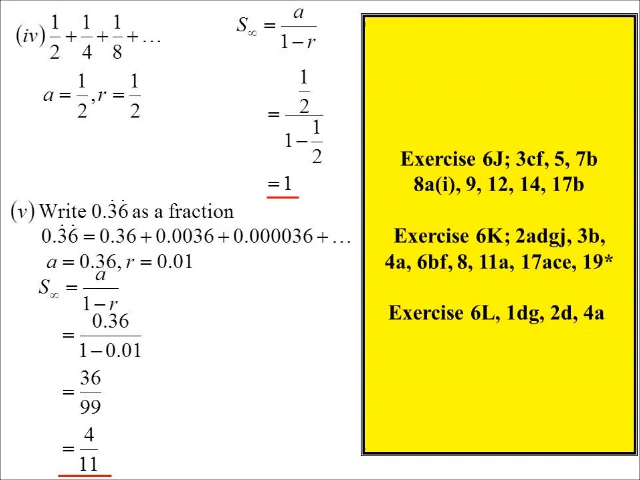 (iv) 1/2 + 1/4 + 1/8 + …
a = 1/2, r = 1/2
S∞ = a/(1 − r)
= (1/2)/(1 − 1/2)
= 1
(v) Write 0.3̇6̇ as a fraction
0.3̇6̇ = 0.36 + 0.0036 + 0.000036 + …
a = 0.36, r = 0.01
S∞ = a/(1 − r)
= 0.36/(1 − 0.01)
= 36/99
= 4/11
Exercise 6J; 3cf, 5, 7b
8a(i), 9, 12, 14, 17b
Exercise 6K; 2adgj, 3b,
4a, 6bf, 8, 11a, 17ace, 19*
Exercise 6L, 1dg, 2d, 4a